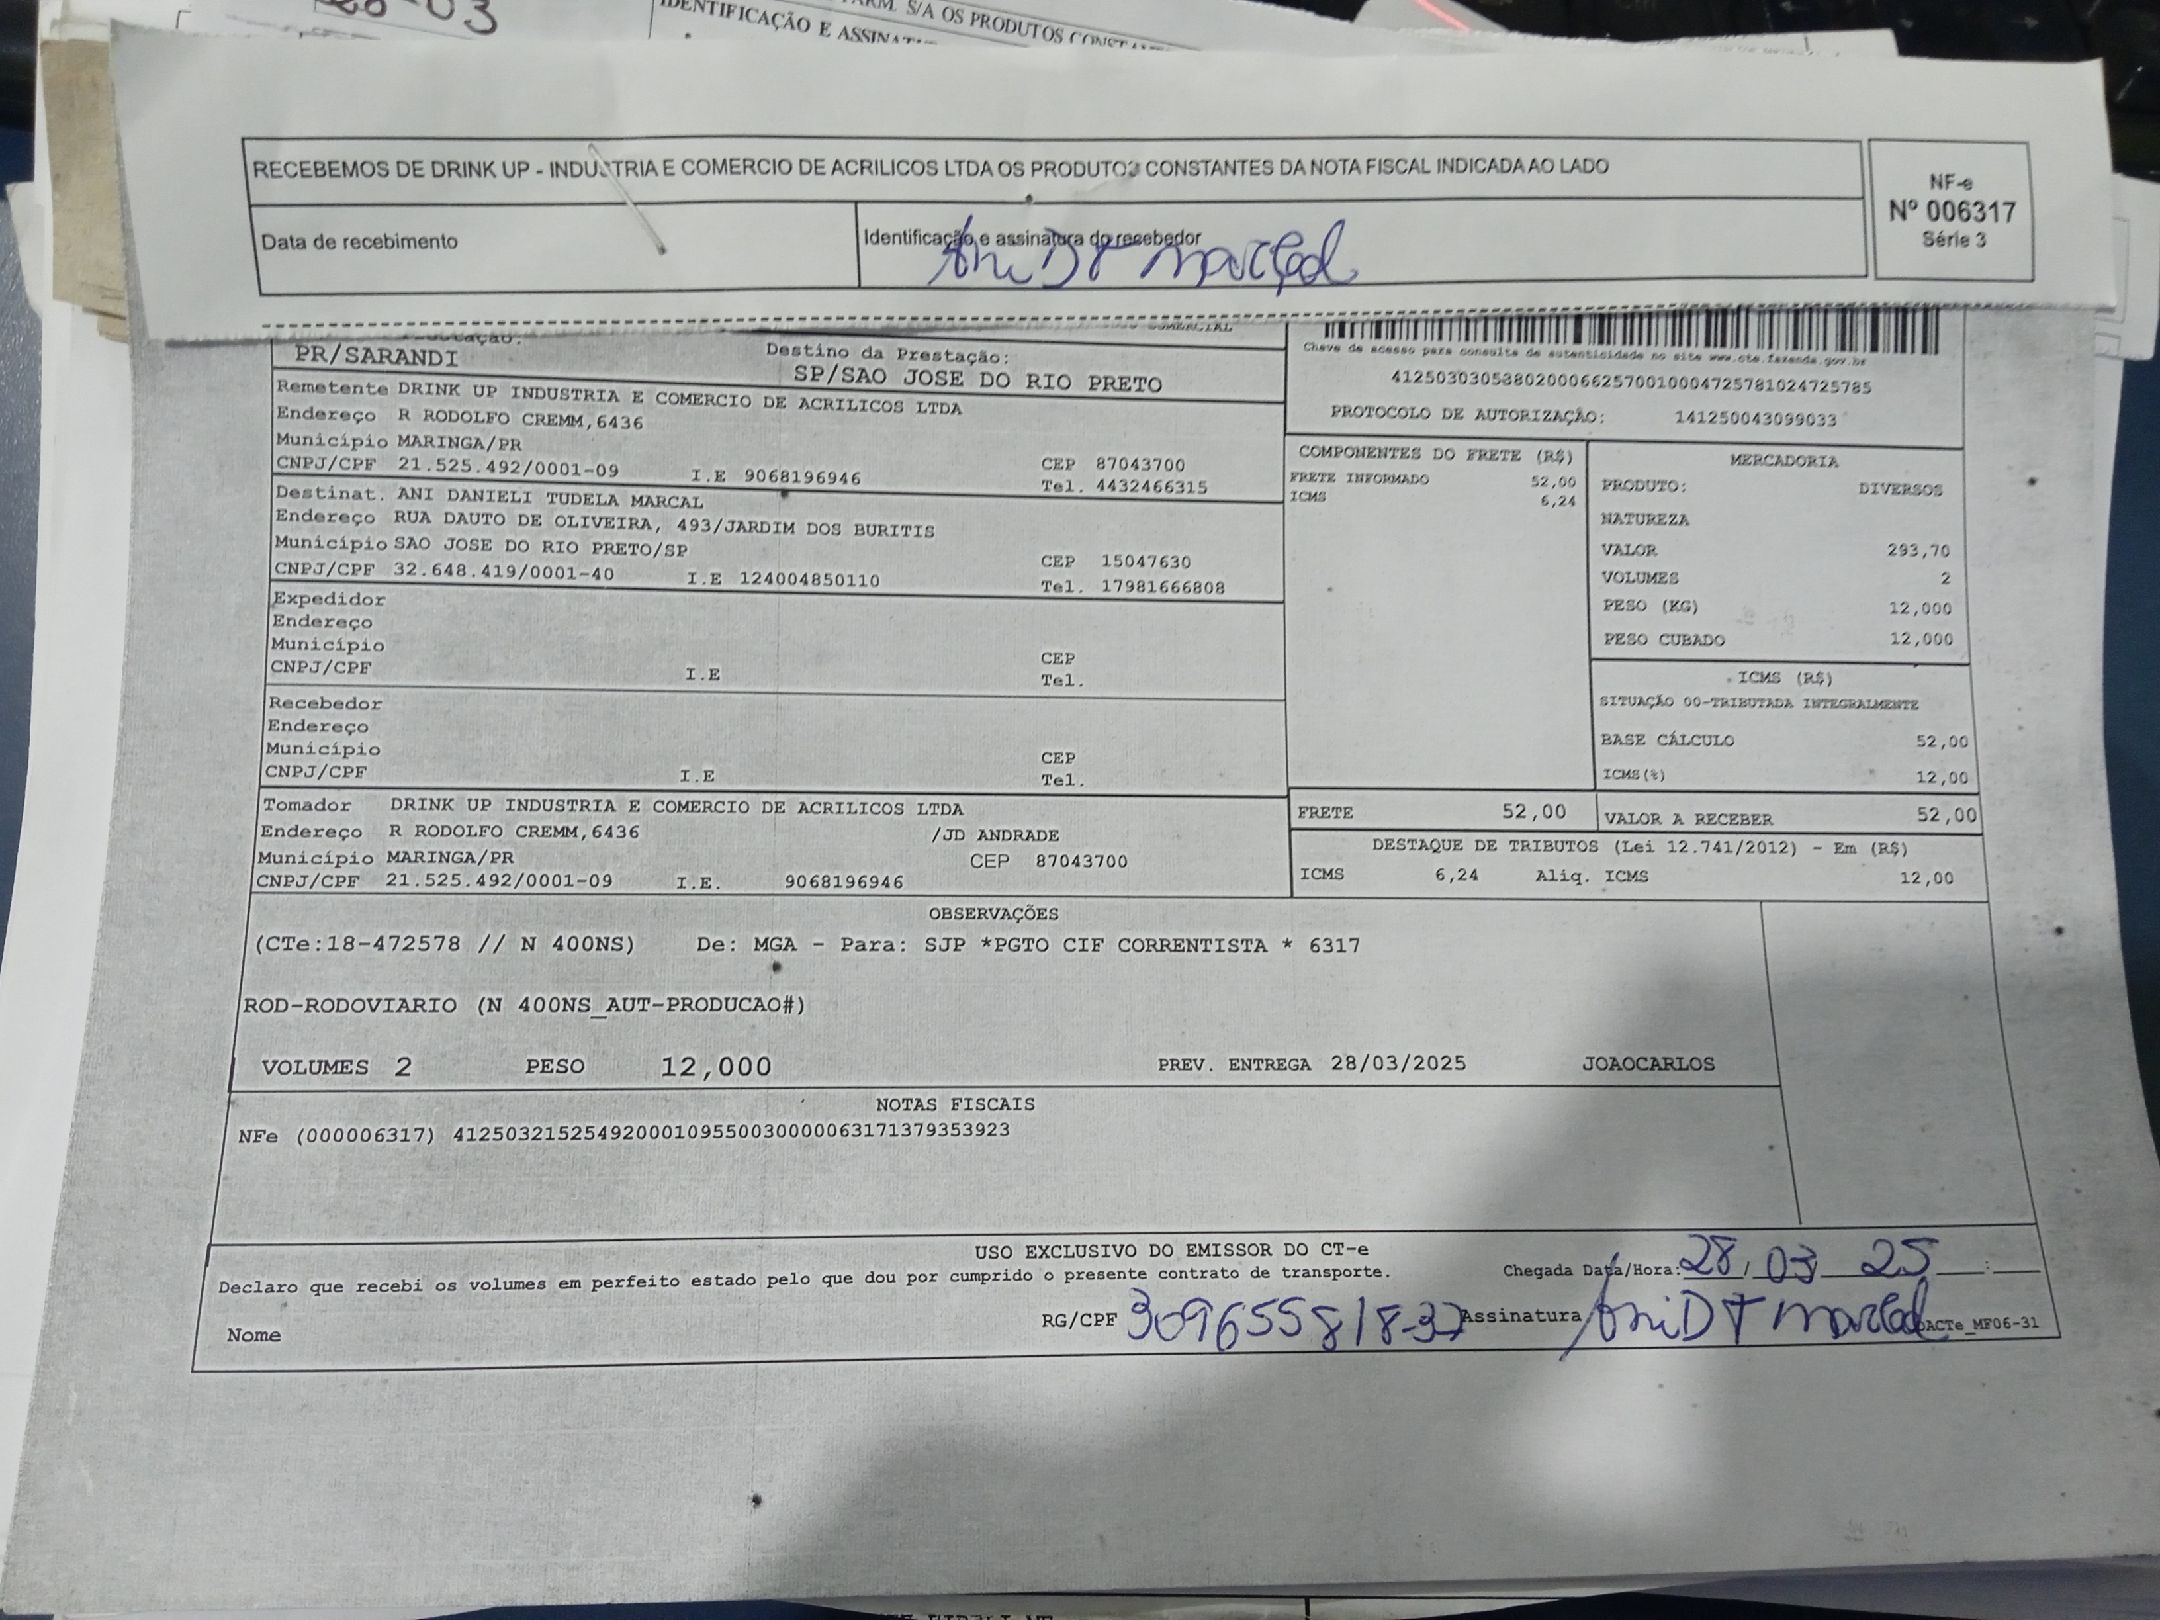 28-03
FARM. S/A OS PRODUTOS
IDENTIFICAÇÃO E
RECEBEMOS DE DRINK UP - INDUSTRIA E COMERCIO DE ACRILICOS LTDA OS PRODUTOS CONSTANTES DA NOTA FISCAL INDICADA AO LADO
NF-e
Nº 006317
Série 3
Data de recebimento
Identificação e assinatura do recebedor
Ani D T Marçal
PR/SARANDI
Destino da Prestação:
SP/SAO JOSE DO RIO PRETO
Chave de acesso para consulta de autenticidade no site www.cte.fazenda.gov.br
41250303058802000662570010004725781024725785
PROTOCOLO DE AUTORIZAÇÃO: 141250043099033
Remetente DRINK UP INDUSTRIA E COMERCIO DE ACRILICOS LTDA
Endereço R RODOLFO CREMM,6436
Município MARINGA/PR
CEP 87043700
CNPJ/CPF 21.525.492/0001-09 I.E 9068196946 Tel. 4432466315
Destinat. ANI DANIELI TUDELA MARCAL
Endereço RUA DAUTO DE OLIVEIRA, 493/JARDIM DOS BURITIS
Município SAO JOSE DO RIO PRETO/SP
CEP 15047630
CNPJ/CPF 32.648.419/0001-40 I.E 124004850110 Tel. 17981666808
Expedidor
Endereço
Município
CEP
CNPJ/CPF I.E Tel.
Recebedor
Endereço
Município
CEP
CNPJ/CPF I.E Tel.
Tomador DRINK UP INDUSTRIA E COMERCIO DE ACRILICOS LTDA
Endereço R RODOLFO CREMM,6436 /JD ANDRADE
Município MARINGA/PR CEP 87043700
CNPJ/CPF 21.525.492/0001-09 I.E. 9068196946
COMPONENTES DO FRETE (R$)
FRETE INFORMADO 52,00
ICMS 6,24
MERCADORIA
PRODUTO: DIVERSOS
NATUREZA
VALOR 293,70
VOLUMES 2
PESO (KG) 12,000
PESO CUBADO 12,000
ICMS (R$)
SITUAÇÃO 00-TRIBUTADA INTEGRALMENTE
BASE CÁLCULO 52,00
ICMS(%) 12,00
FRETE 52,00 VALOR A RECEBER 52,00
DESTAQUE DE TRIBUTOS (Lei 12.741/2012) - Em (R$)
ICMS 6,24 Aliq. ICMS 12,00
OBSERVAÇÕES
(CTe:18-472578 // N 400NS) De: MGA - Para: SJP *PGTO CIF CORRENTISTA * 6317
ROD-RODOVIARIO (N 400NS_AUT-PRODUCAO#)
VOLUMES 2 PESO 12,000 PREV. ENTREGA 28/03/2025 JOAOCARLOS
NOTAS FISCAIS
NFe (000006317) 41250321525492000109550030000063171379353923
USO EXCLUSIVO DO EMISSOR DO CT-e
Declaro que recebi os volumes em perfeito estado pelo que dou por cumprido o presente contrato de transporte.
Chegada Data/Hora: 28/03 25 :
Nome RG/CPF 309655818-37 Assinatura Ani D T Marçal DACTe_MF06-31